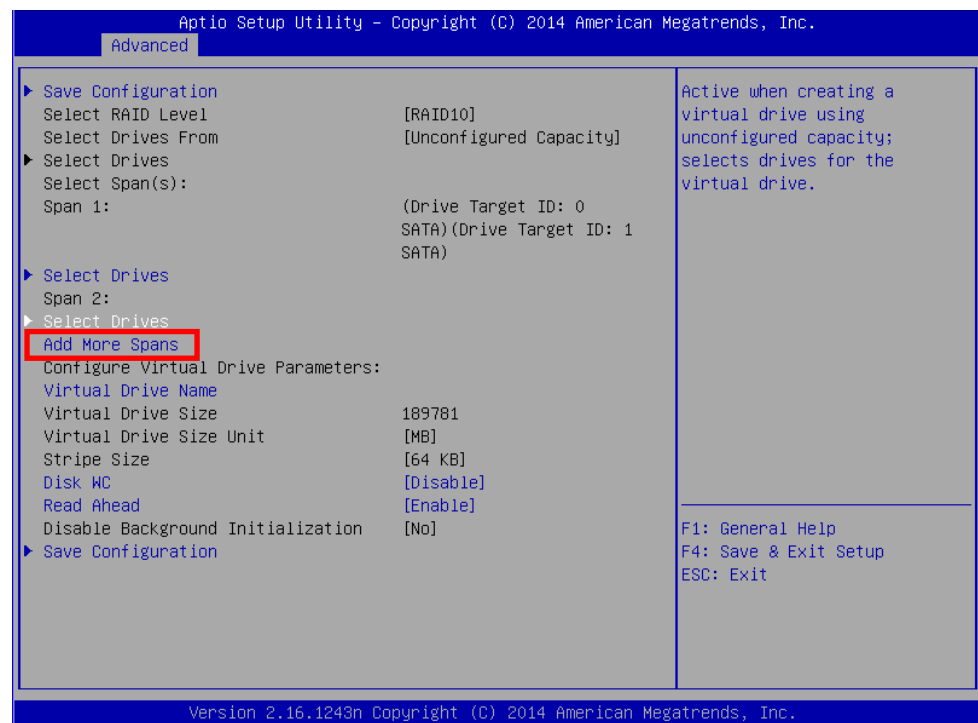 Aptio Setup Utility – Copyright (C) 2014 American Megatrends, Inc.
Advanced
Save Configuration
Select RAID Level [RAID10]
Select Drives From [Unconfigured Capacity]
Select Drives
Select Span(s):
Span 1: (Drive Target ID: 0
SATA)(Drive Target ID: 1
SATA)
Select Drives
Span 2:
Select Drives
Add More Spans
Configure Virtual Drive Parameters:
Virtual Drive Name
Virtual Drive Size 189781
Virtual Drive Size Unit [MB]
Stripe Size [64 KB]
Disk WC [Disable]
Read Ahead [Enable]
Disable Background Initialization [No]
Save Configuration
Active when creating a
virtual drive using
unconfigured capacity;
selects drives for the
virtual drive.
F1: General Help
F4: Save & Exit Setup
ESC: Exit
Version 2.16.1243n Copyright (C) 2014 American Megatrends, Inc.